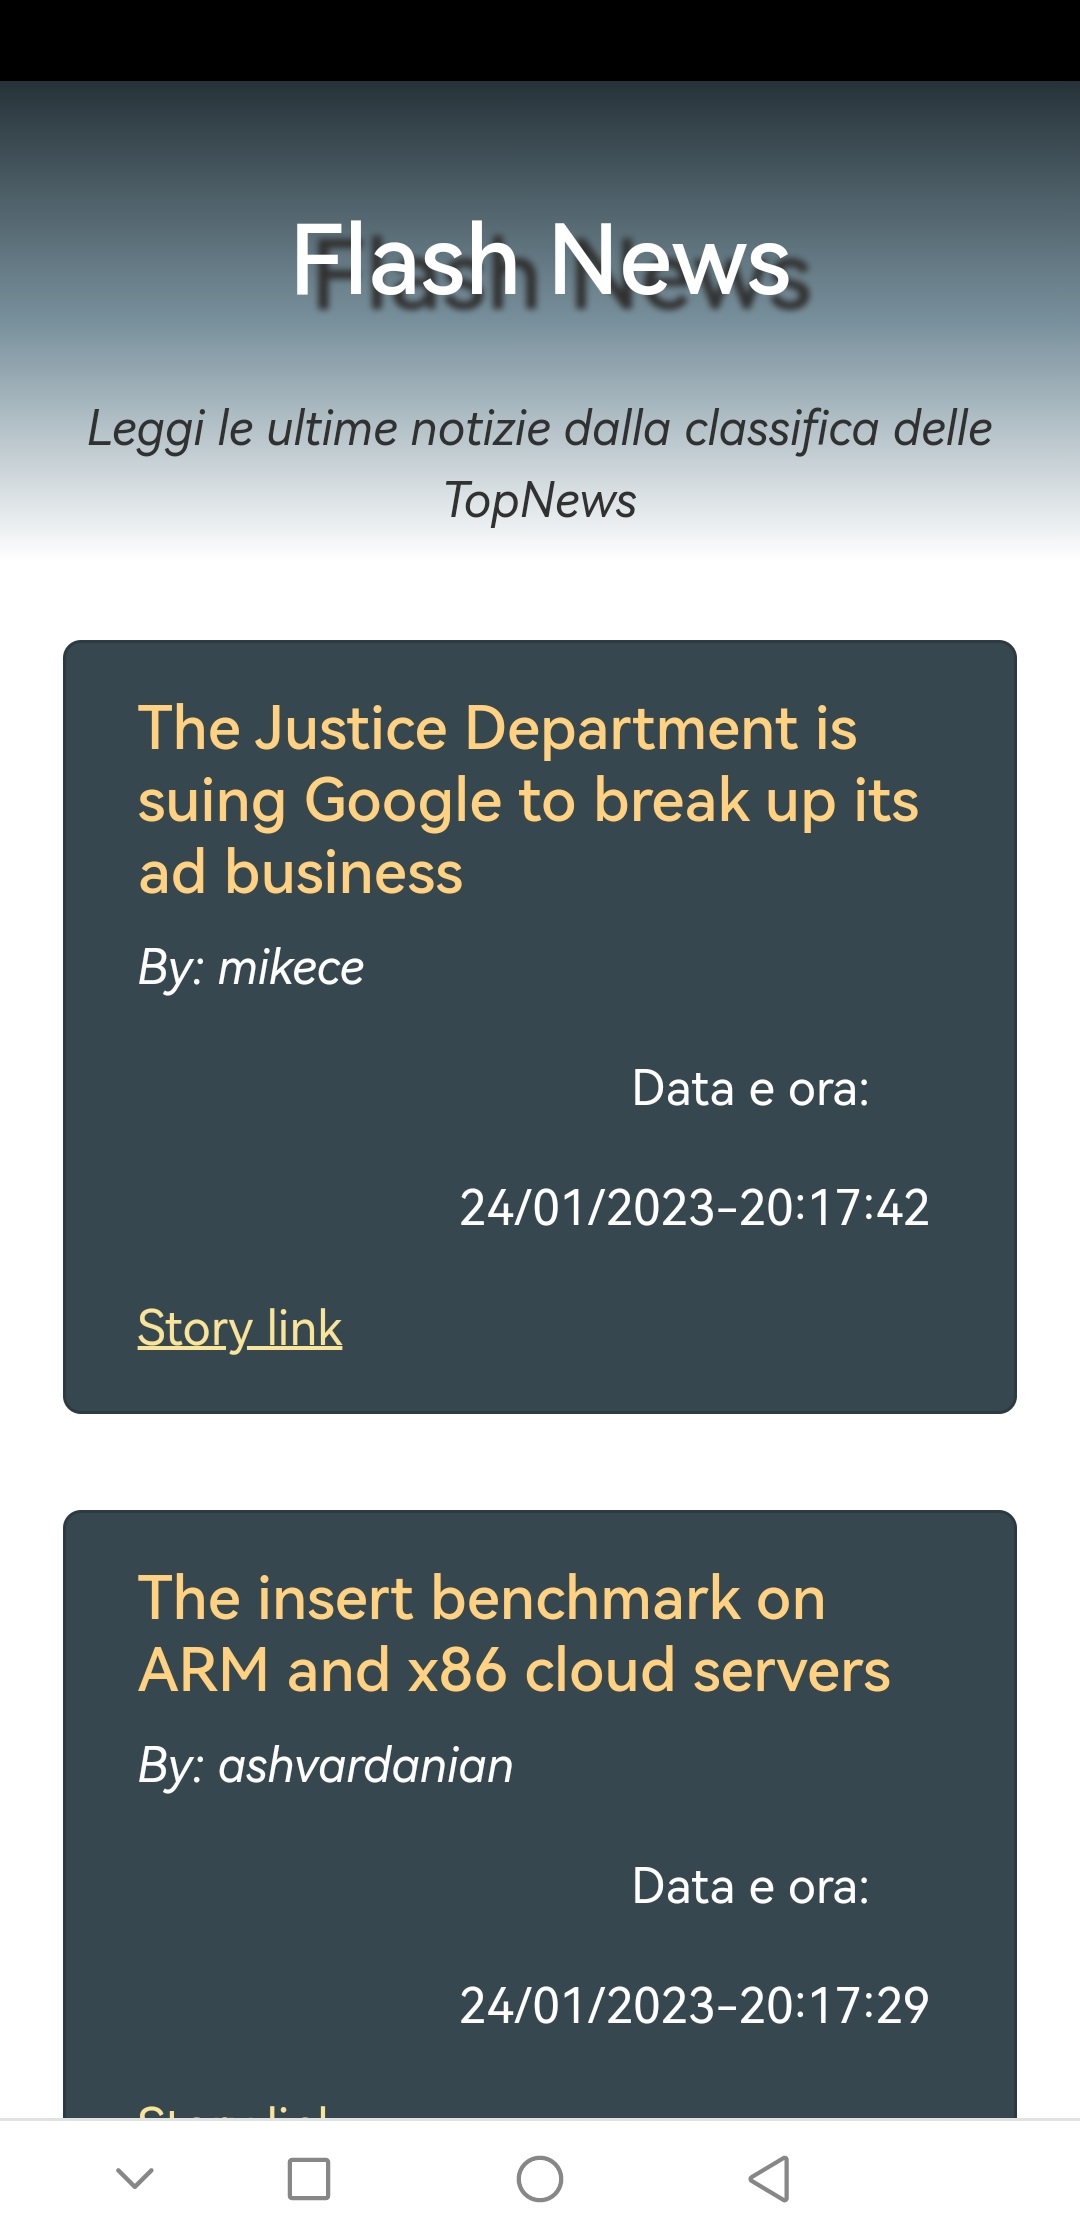 Flash News
Leggi le ultime notizie dalla classifica delle
TopNews
The Justice Department is
suing Google to break up its
ad business
By: mikece
Data e ora:
24/01/2023-20:17:42
Story link
The insert benchmark on
ARM and x86 cloud servers
By: ashvardanian
Data e ora:
24/01/2023-20:17:29
Story link